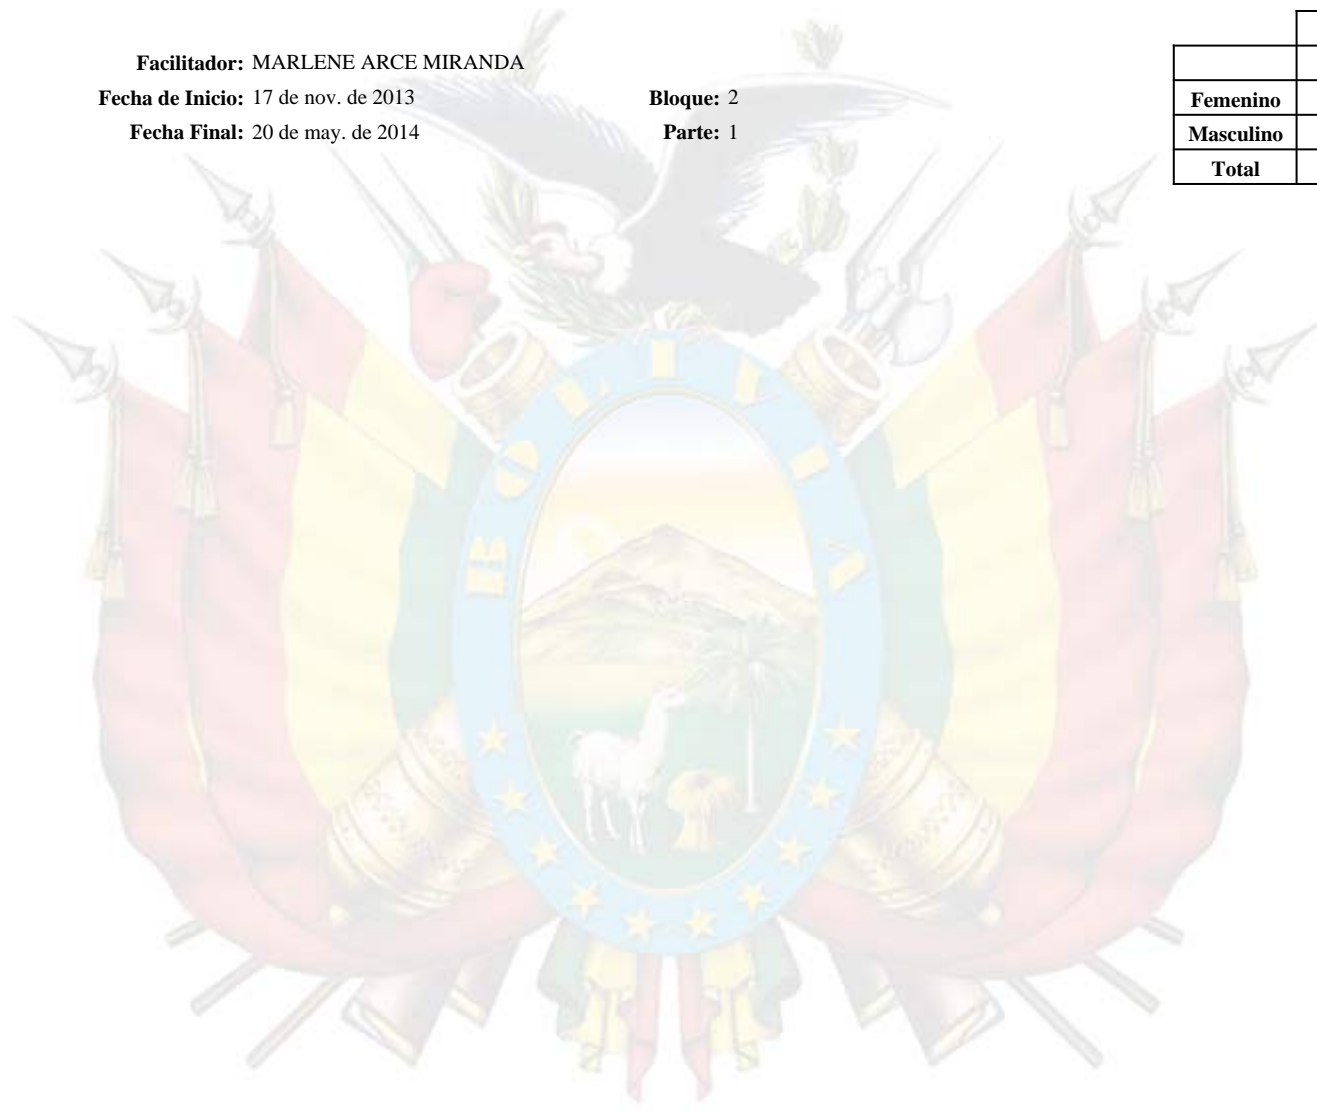 Facilitador: MARLENE ARCE MIRANDA
Fecha de Inicio: 17 de nov. de 2013 Bloque: 2
Fecha Final: 20 de may. de 2014 Parte: 1
Femenino
Masculino
Total
BOLIVIA